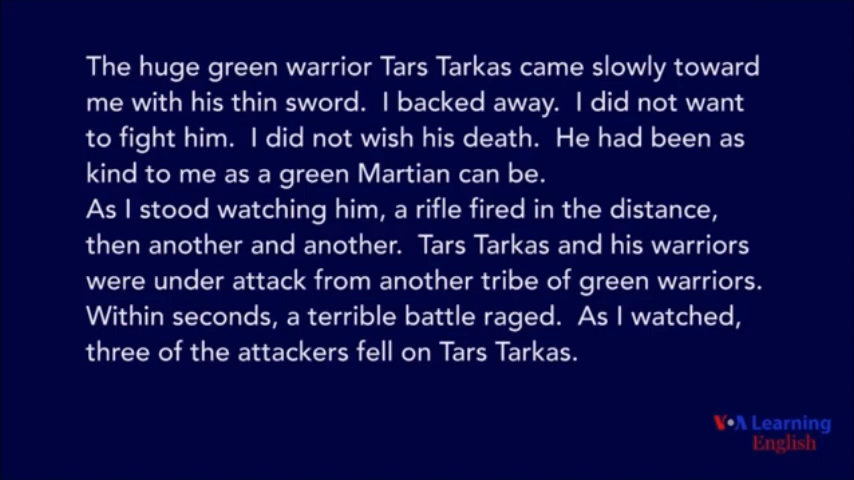 The huge green warrior Tars Tarkas came slowly toward
me with his thin sword.  I backed away.  I did not want
to fight him.  I did not wish his death.  He had been as
kind to me as a green Martian can be.
As I stood watching him, a rifle fired in the distance,
then another and another.  Tars Tarkas and his warriors
were under attack from another tribe of green warriors.
Within seconds, a terrible battle raged.  As I watched,
three of the attackers fell on Tars Tarkas.
VOA Learning
English